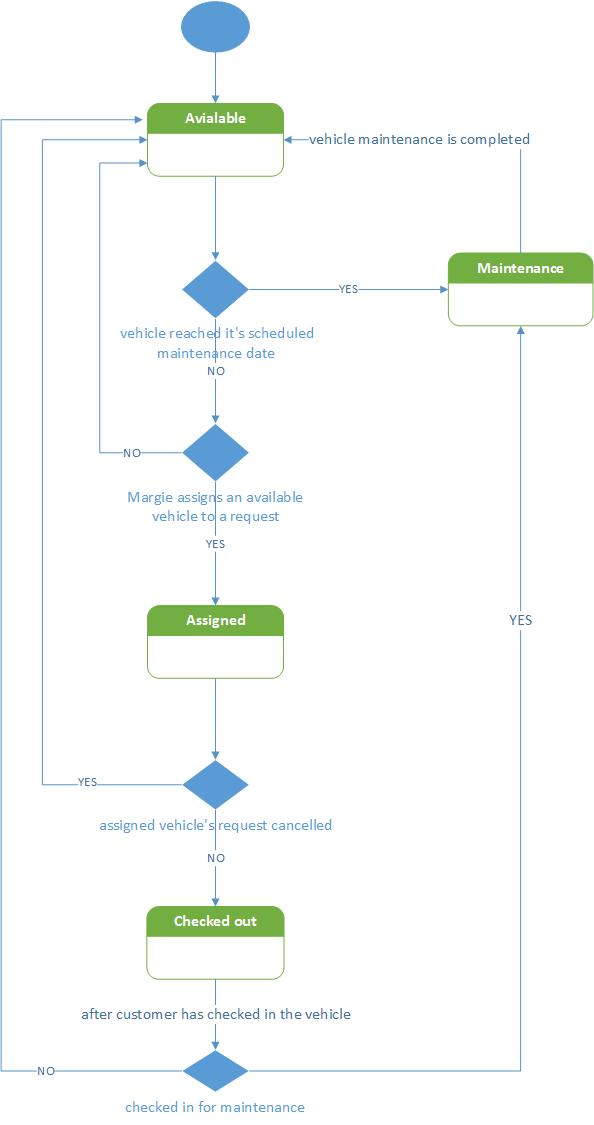 Avialable
vehicle maintenance is completed
Maintenance
YES
vehicle reached it's scheduled
maintenance date
NO
NO
Margie assigns an available
vehicle to a request
YES
Assigned
YES
YES
assigned vehicle's request cancelled
NO
Checked out
after customer has checked in the vehicle
NO
checked in for maintenance